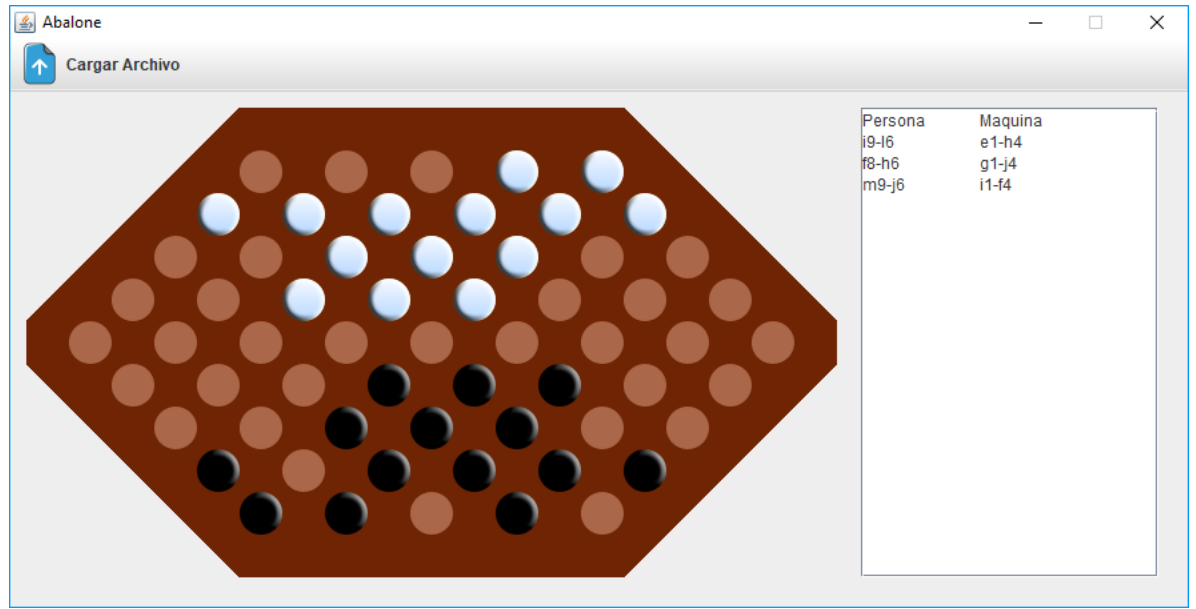 Abalone
Cargar Archivo
Persona Maquina
i9-l6 e1-h4
f8-h6 g1-j4
m9-j6 i1-f4